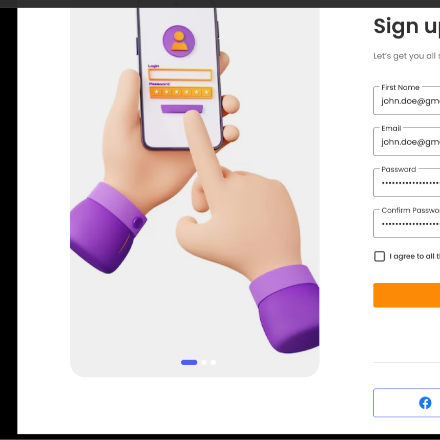 Login
Password
Sign u
Let's get you all s
First Name
john.doe@gm
Email
john.doe@gm
Password
Confirm Passwo
I agree to all t